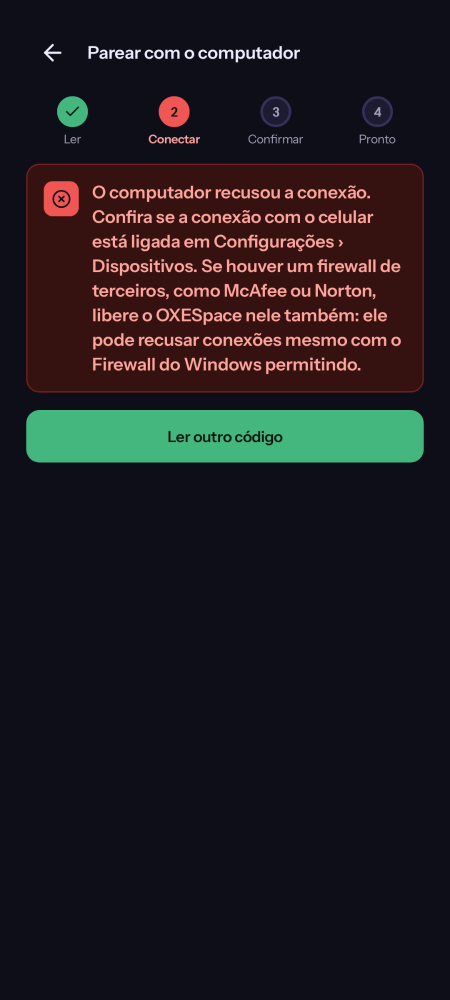 Parear com o computador
2
3
4
Ler
Conectar
Confirmar
Pronto
O computador recusou a conexão.
Confira se a conexão com o celular
está ligada em Configurações ›
Dispositivos. Se houver um firewall de
terceiros, como McAfee ou Norton,
libere o OXESpace nele também: ele
pode recusar conexões mesmo com o
Firewall do Windows permitindo.
Ler outro código